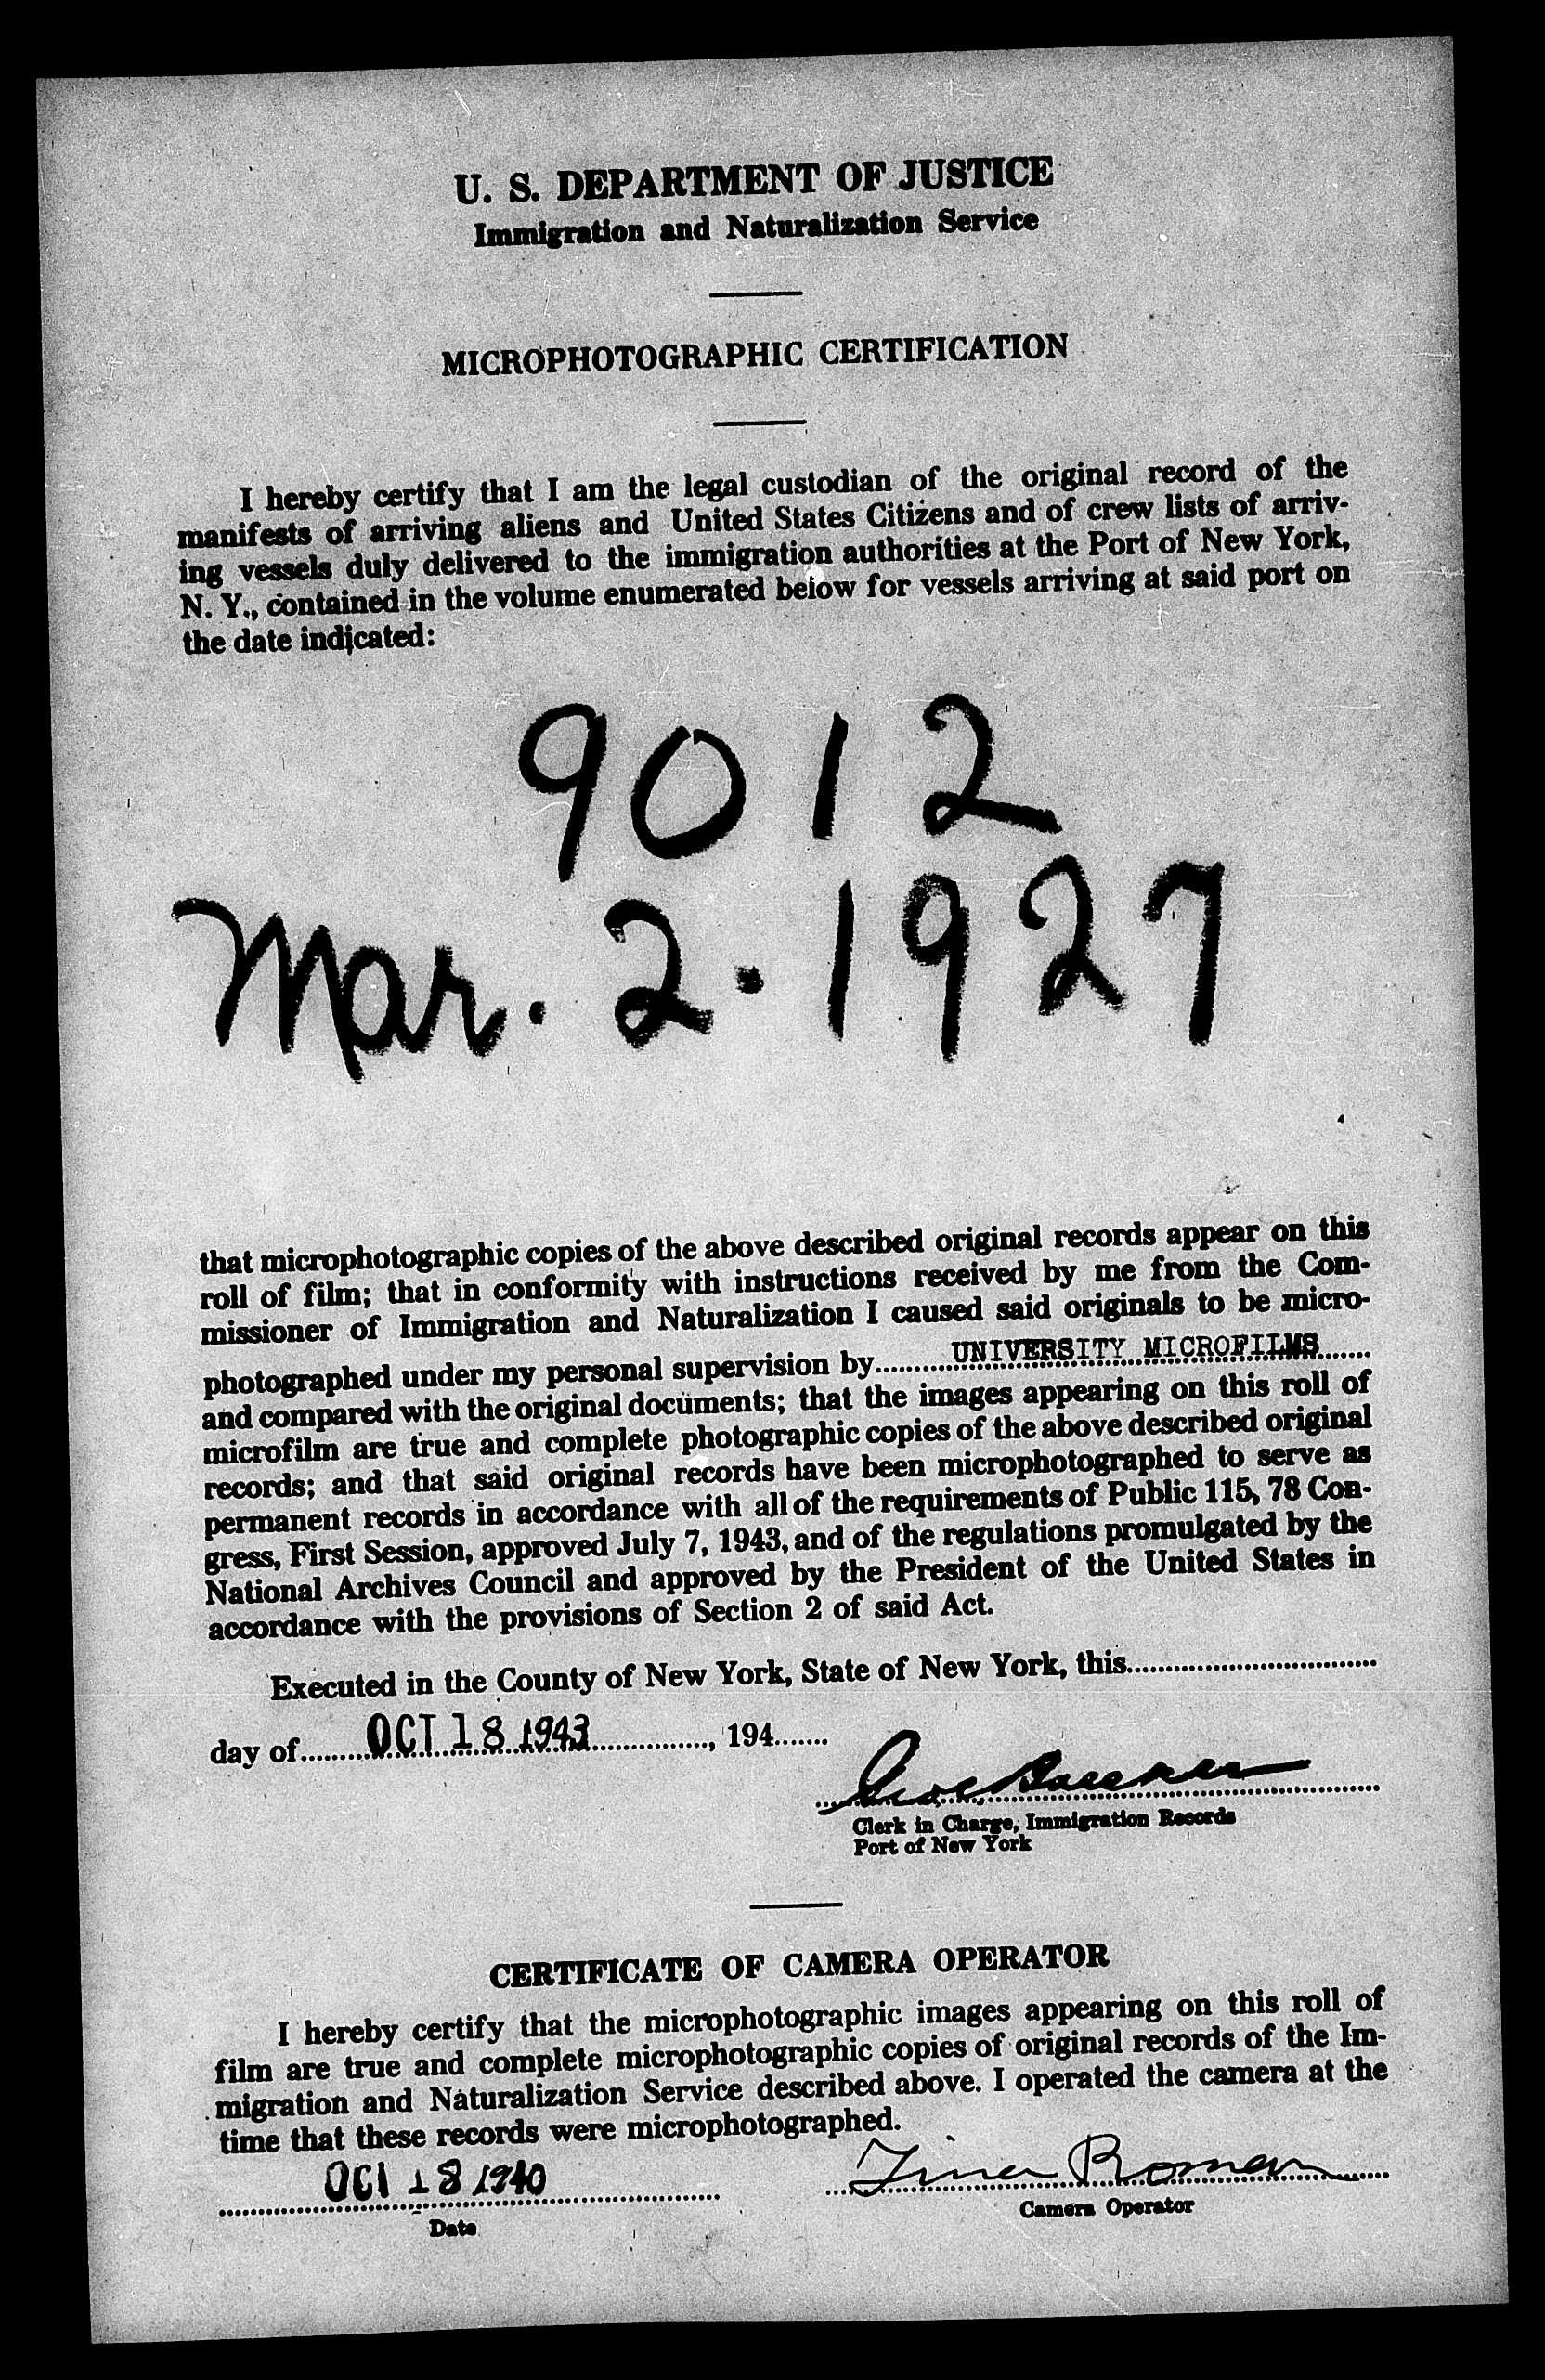 U. S. DEPARTMENT OF JUSTICE
Immigration and Naturalization Service
MICROPHOTOGRAPHIC CERTIFICATION
I hereby certify that I am the legal custodian of the original record of the
manifests of arriving aliens and United States Citizens and of crew lists of arriv-
ing vessels duly delivered to the immigration authorities at the Port of New York,
N. Y., contained in the volume enumerated below for vessels arriving at said port on
the date indicated:
9012
Mar. 2. 1927
that microphotographic copies of the above described original records appear on this
roll of film; that in conformity with instructions received by me from the Com-
missioner of Immigration and Naturalization I caused said originals to be micro-
photographed under my personal supervision by UNIVERSITY MICROFILMS
and compared with the original documents; that the images appearing on this roll of
microfilm are true and complete photographic copies of the above described original
records; and that said original records have been microphotographed to serve as
permanent records in accordance with all of the requirements of Public 115, 78 Con-
gress, First Session, approved July 7, 1943, and of the regulations promulgated by the
National Archives Council and approved by the President of the United States in
accordance with the provisions of Section 2 of said Act.
Executed in the County of New York, State of New York, this
day of OCT 18 1943, 194
Clerk in Charge, Immigration Records
Port of New York
CERTIFICATE OF CAMERA OPERATOR
I hereby certify that the microphotographic images appearing on this roll of
film are true and complete microphotographic copies of original records of the Im-
migration and Naturalization Service described above. I operated the camera at the
time that these records were microphotographed.
OCT 18 Roman
Date
Camera Operator